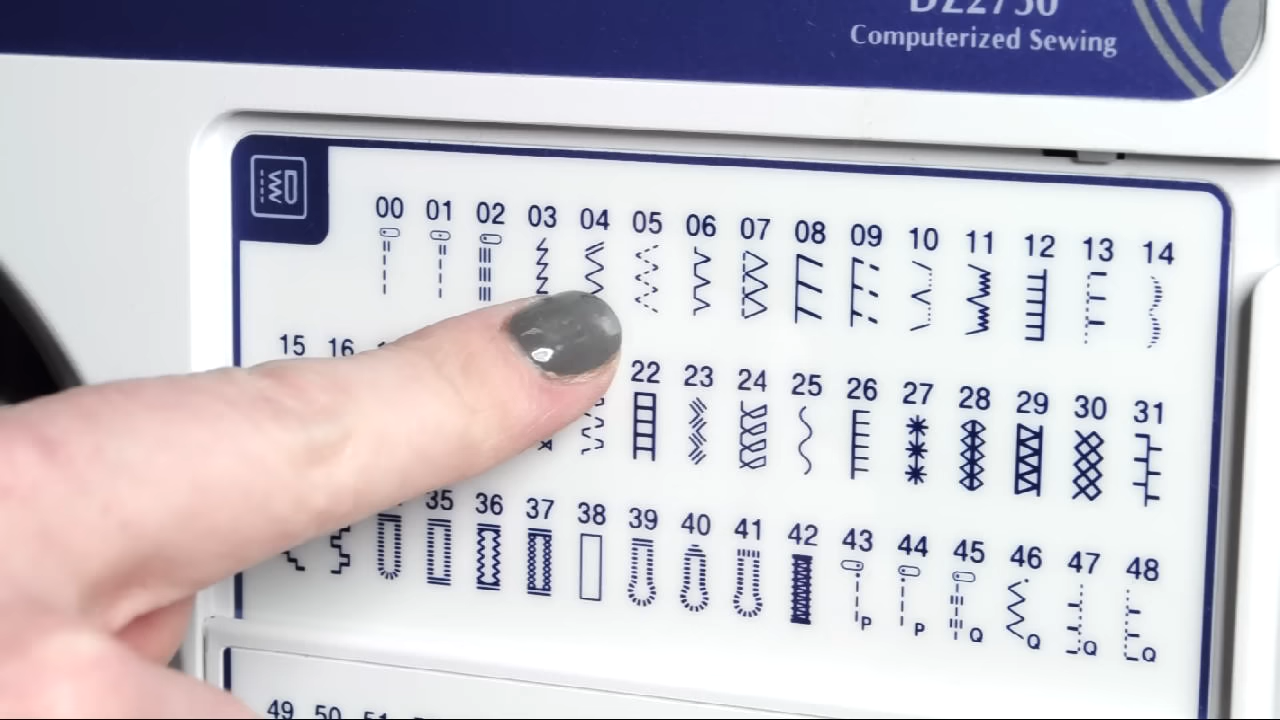 Computerized Sewing
00 01 02 03 04 05 06 07 08 09 10 11 12 13 14
15 16 22 23 24 25 26 27 28 29 30 31
35 36 37 38 39 40 41 42 43 44 45 46 47 48
P P Q Q Q Q
49 50 51